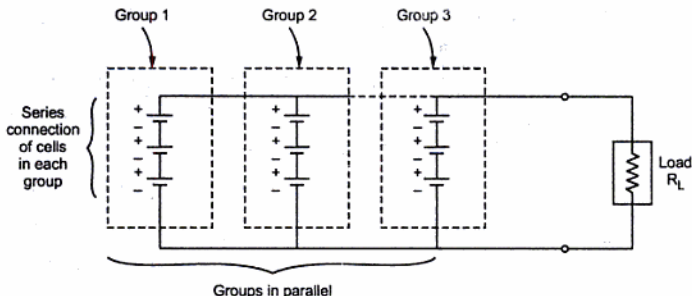 Group 1
Group 2
Group 3
Series
connection
of cells
in each
group
+
−
+
−
+
−
+
−
+
−
+
−
+
−
+
−
+
−
Load
R_L
Groups in parallel